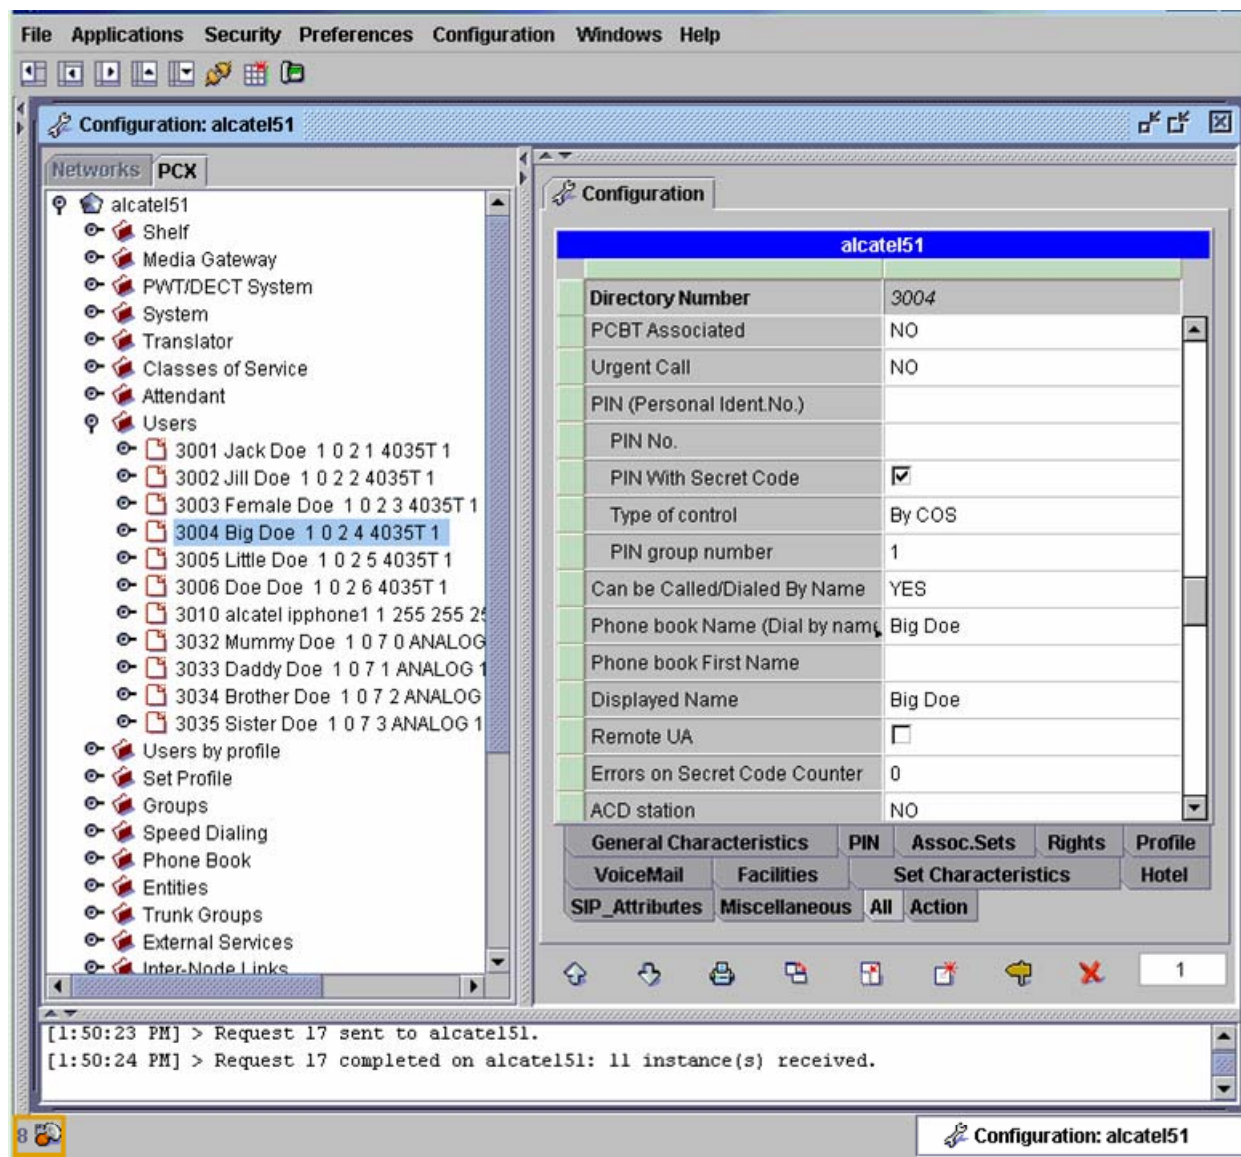 File Applications Security Preferences Configuration Windows Help
Configuration: alcatel51
Networks PCX
alcatel51
Shelf
Media Gateway
PWT/DECT System
System
Translator
Classes of Service
Attendant
Users
3001 Jack Doe 1 0 2 1 4035T 1
3002 Jill Doe 1 0 2 2 4035T 1
3003 Female Doe 1 0 2 3 4035T 1
3004 Big Doe 1 0 2 4 4035T 1
3005 Little Doe 1 0 2 5 4035T 1
3006 Doe Doe 1 0 2 6 4035T 1
3010 alcatel ipphone1 1 255 255 25
3032 Mummy Doe 1 0 7 0 ANALOG
3033 Daddy Doe 1 0 7 1 ANALOG 1
3034 Brother Doe 1 0 7 2 ANALOG
3035 Sister Doe 1 0 7 3 ANALOG 1
Users by profile
Set Profile
Groups
Speed Dialing
Phone Book
Entities
Trunk Groups
External Services
Inter-Node Links
Configuration
alcatel51
Directory Number 3004
PCBT Associated NO
Urgent Call NO
PIN (Personal Ident.No.)
PIN No.
PIN With Secret Code
Type of control By COS
PIN group number 1
Can be Called/Dialed By Name YES
Phone book Name (Dial by name Big Doe
Phone book First Name
Displayed Name Big Doe
Remote UA
Errors on Secret Code Counter 0
ACD station NO
General Characteristics PIN Assoc.Sets Rights Profile
VoiceMail Facilities Set Characteristics Hotel
SIP_Attributes Miscellaneous All Action
1
[1:50:23 PM] > Request 17 sent to alcatel51.
[1:50:24 PM] > Request 17 completed on alcatel51: 11 instance(s) received.
8
Configuration: alcatel51